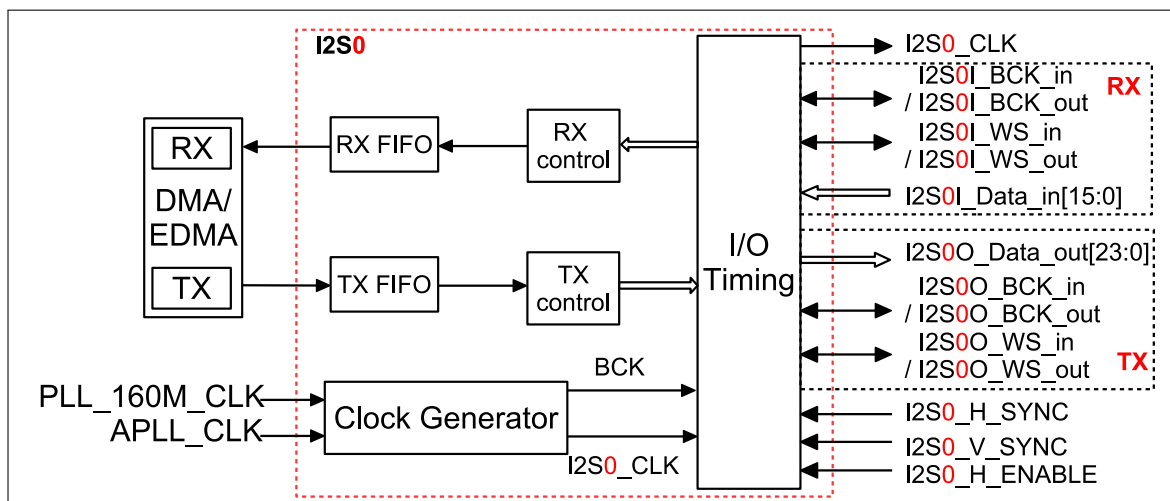 I2S0
I2S0_CLK
I2S0I_BCK_in
/ I2S0I_BCK_out
RX
I2S0I_WS_in
/ I2S0I_WS_out
I2S0I_Data_in[15:0]
RX
DMA/
EDMA
TX
RX FIFO
RX
control
TX FIFO
TX
control
I/O
Timing
I2S0O_Data_out[23:0]
I2S0O_BCK_in
/ I2S0O_BCK_out
I2S0O_WS_in
/ I2S0O_WS_out
TX
PLL_160M_CLK
APLL_CLK
Clock Generator
BCK
I2S0_CLK
I2S0_H_SYNC
I2S0_V_SYNC
I2S0_H_ENABLE